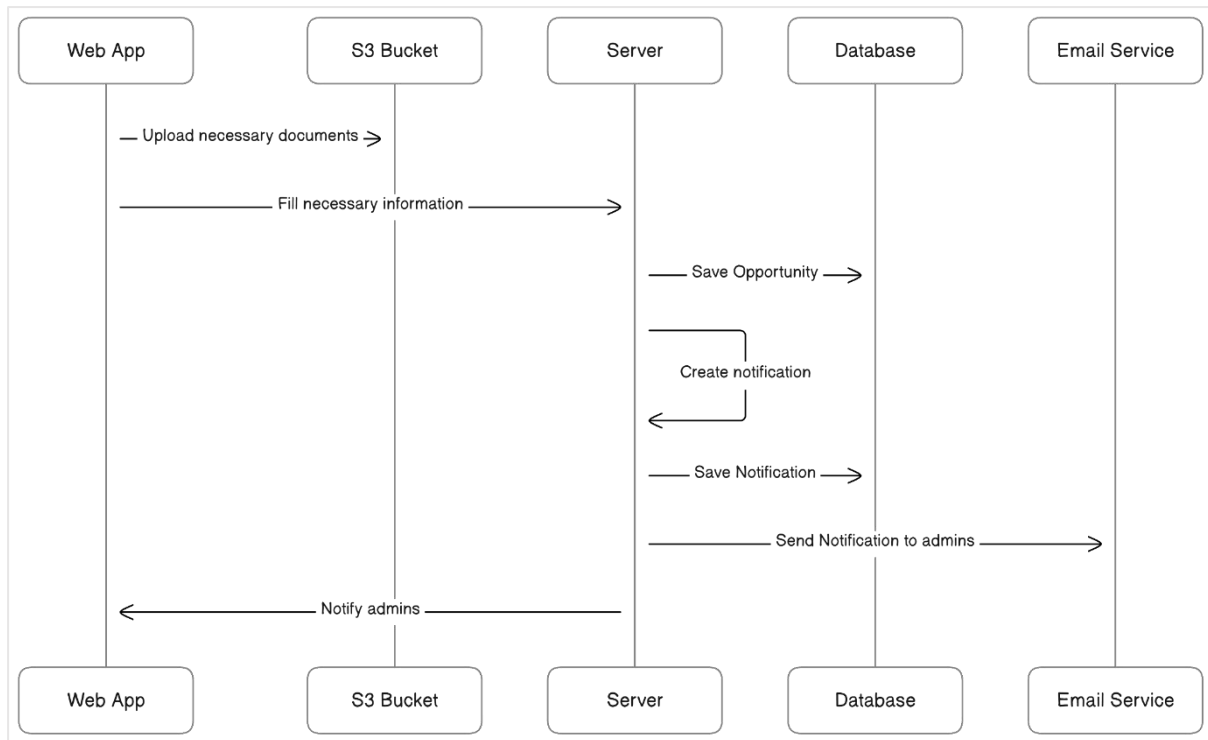 Web App
S3 Bucket
Server
Database
Email Service
Upload necessary documents
Fill necessary information
Save Opportunity
Create notification
Save Notification
Send Notification to admins
Notify admins
Web App
S3 Bucket
Server
Database
Email Service